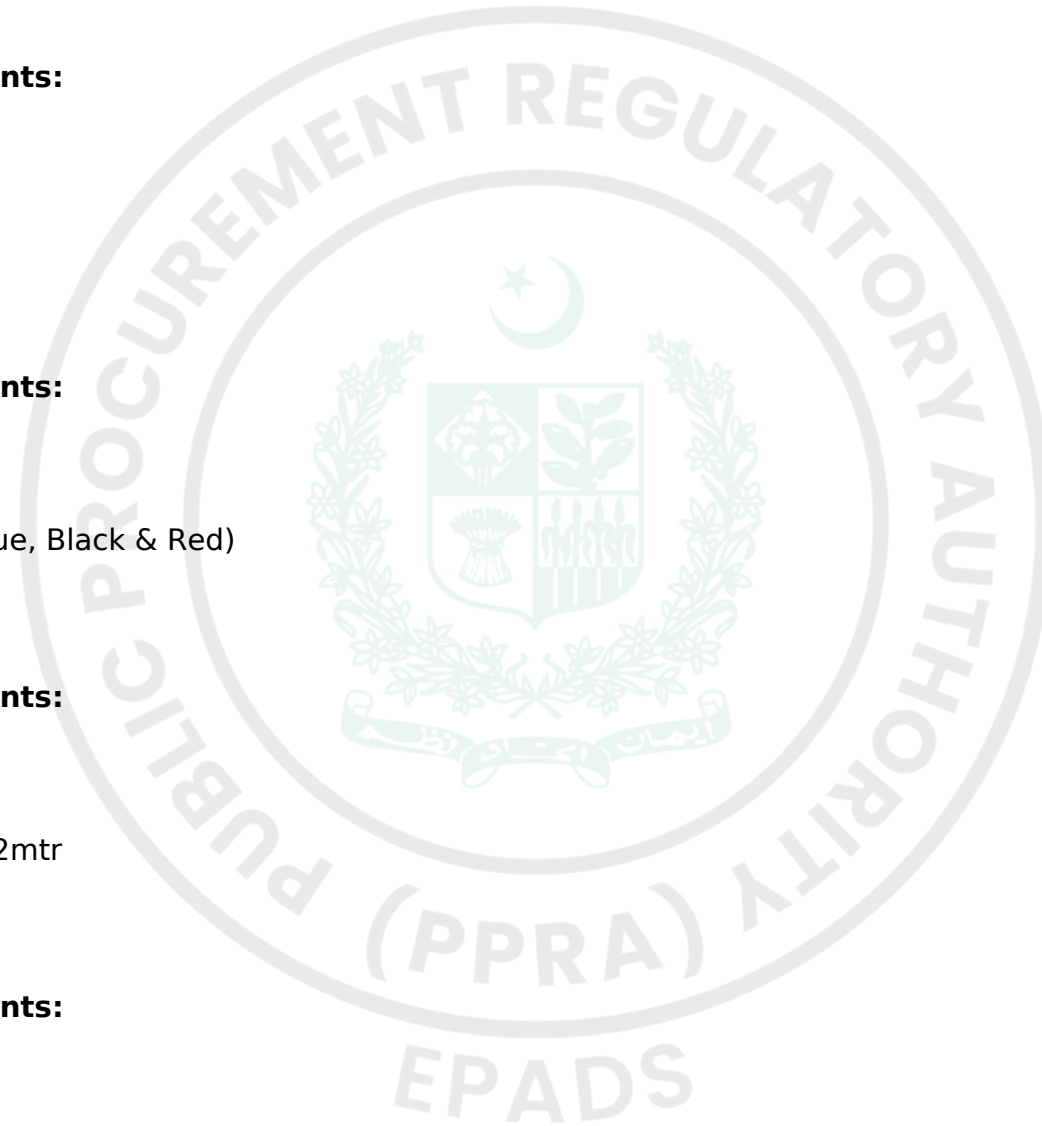 nts:
nts:
ue, Black & Red)
nts:
2mtr
nts:
PUBLIC PROCUREMENT REGULATORY AUTHORITY
(PPRA)
EPADS